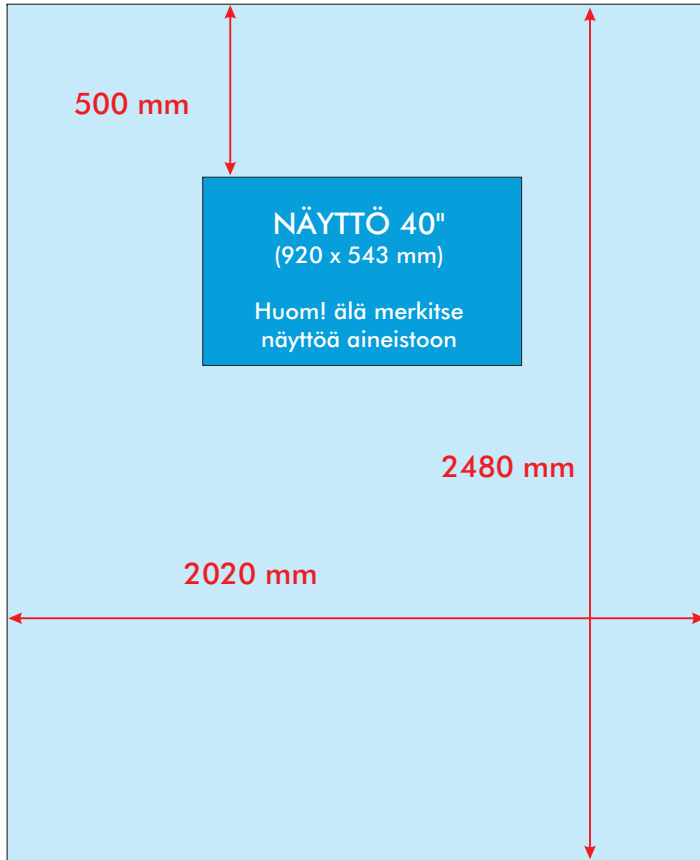 500 mm
NÄYTTÖ 40"
(920 x 543 mm)
Huom! älä merkitse
näyttöä aineistoon
2480 mm
2020 mm